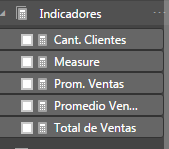 Indicadores
Cant. Clientes
Measure
Prom. Ventas
Promedio Ven...
Total de Ventas